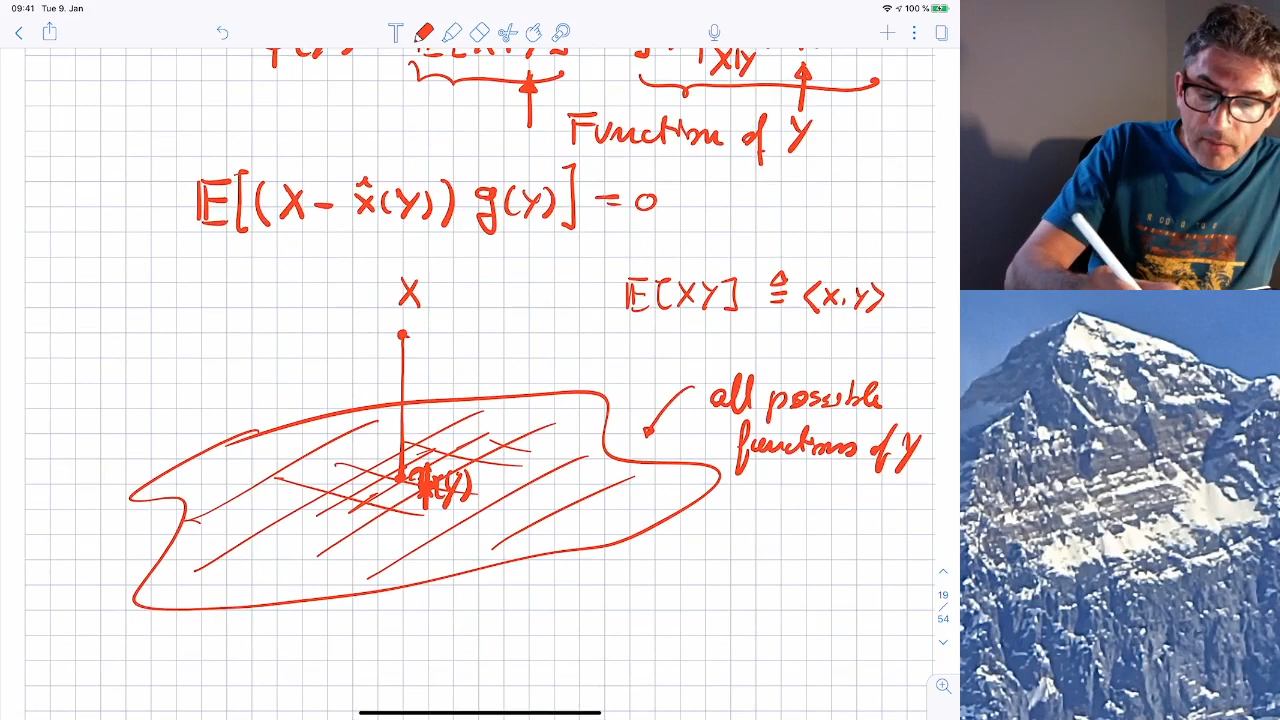 09:41 Tue 9. Jan
100 %
T
X|Y
Function of Y
E[(X - x̂(Y)) g(Y)] = 0
X
E[XY] ≙ <X,Y>
all possible
functions of Y
(Y)
19
/
54